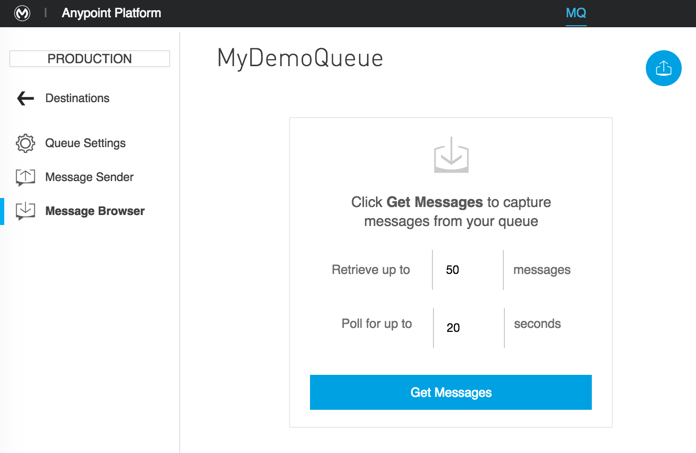 Anypoint Platform
MQ
PRODUCTION
Destinations
Queue Settings
Message Sender
Message Browser
MyDemoQueue
Click Get Messages to capture
messages from your queue
Retrieve up to 50 messages
Poll for up to 20 seconds
Get Messages